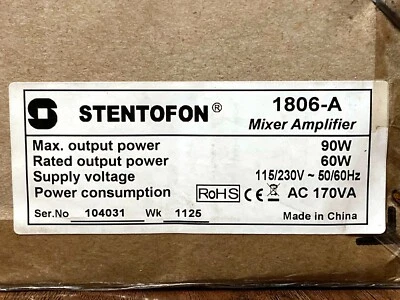 S STENTOFON® 1806-A
Mixer Amplifier
Max. output power 90W
Rated output power 60W
Supply voltage 115/230V ~ 50/60Hz
Power consumption RoHS CE AC 170VA
Ser.No 104031 Wk 1125 Made in China